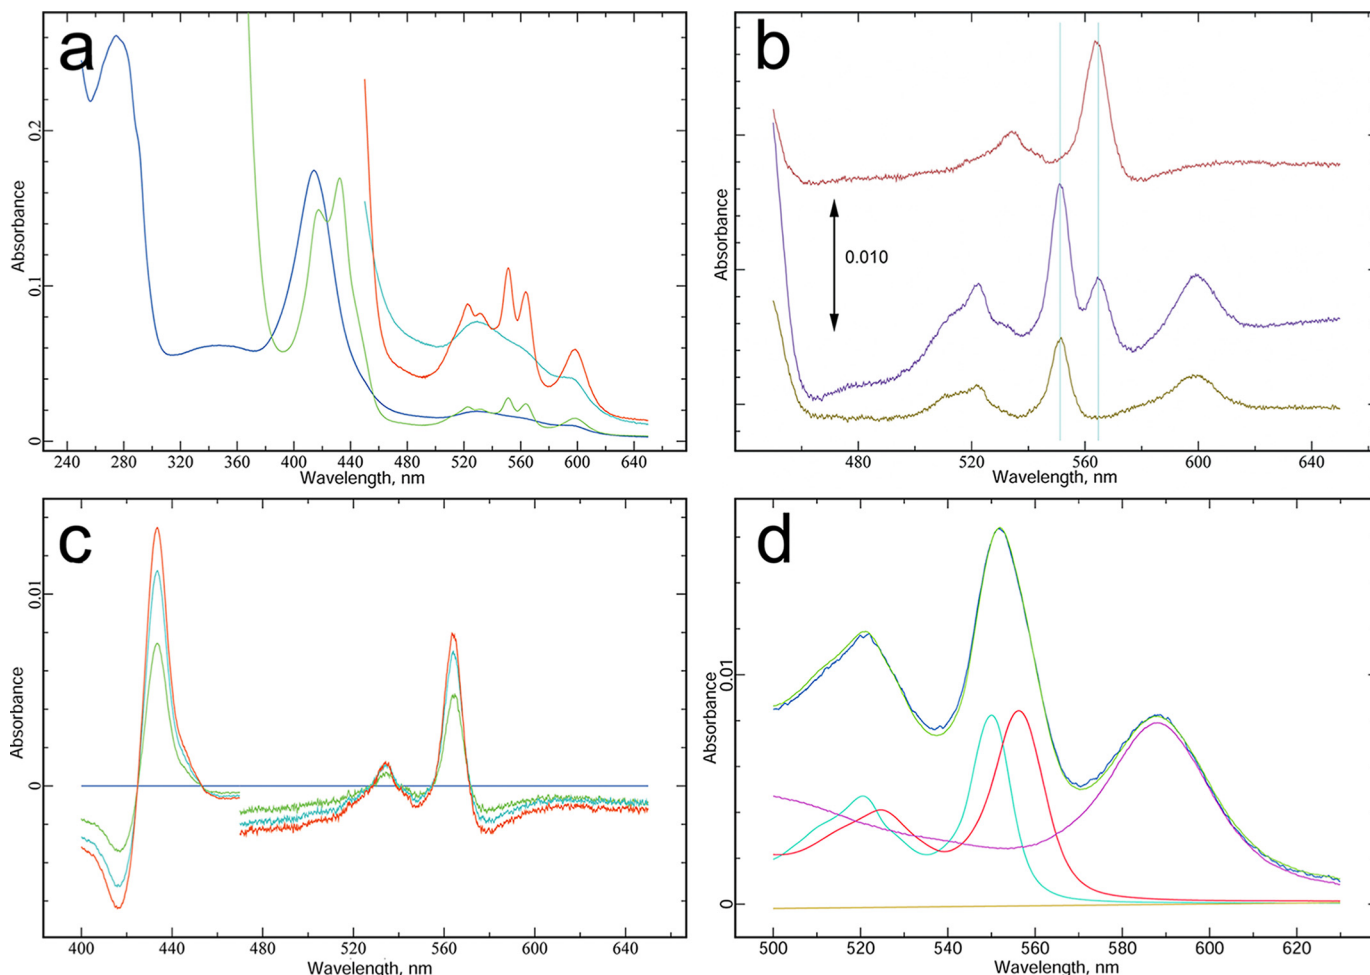 a
Absorbance
0.2
0.1
0
240 280 320 360 400 440 480 520 560 600 640
Wavelength, nm
b
Absorbance
0.010
480 520 560 600 640
Wavelength, nm
c
Absorbance
0.01
0
400 440 480 520 560 600 640
Wavelength, nm
d
Absorbance
0.01
0
500 520 540 560 580 600 620
Wavelength, nm